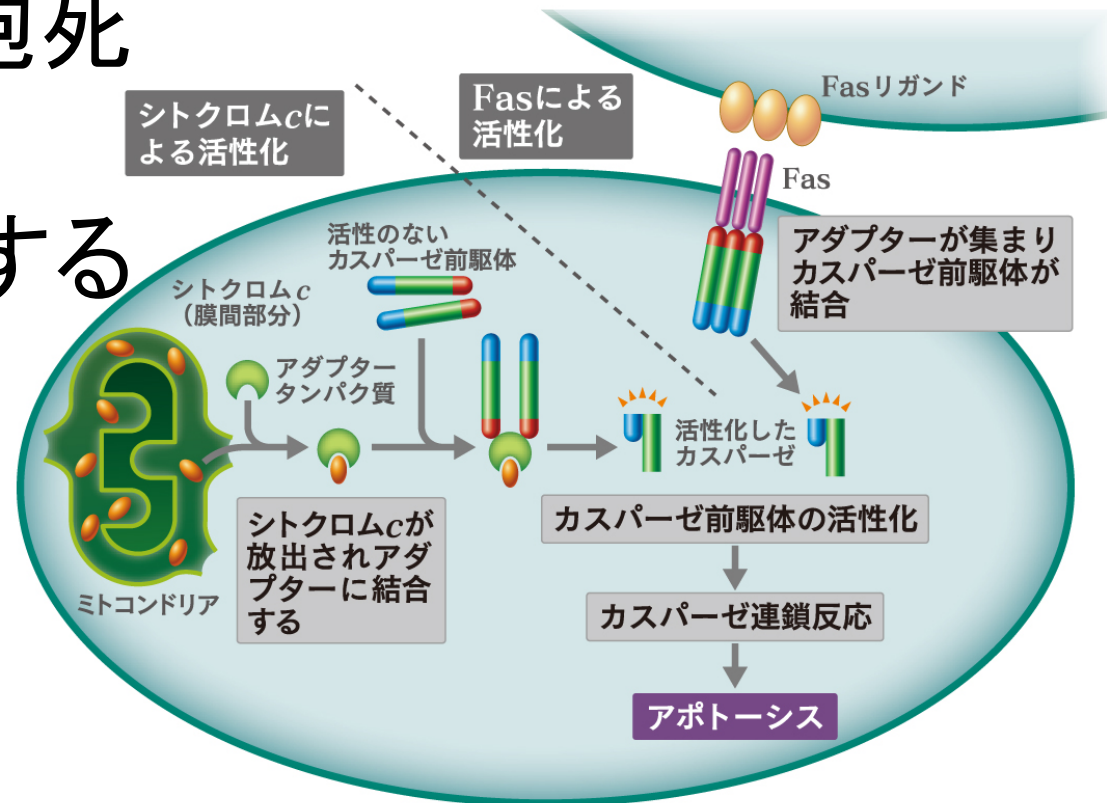 胞死
する
シトクロムcに
よる活性化
Fasによる
活性化
Fasリガンド
Fas
アダプターが集まり
カスパーゼ前駆体が
結合
活性のない
カスパーゼ前駆体
シトクロムc
（膜間部分）
アダプター
タンパク質
活性化した
カスパーゼ
シトクロムcが
放出されアダ
プターに結合
する
ミトコンドリア
カスパーゼ前駆体の活性化
カスパーゼ連鎖反応
アポトーシス